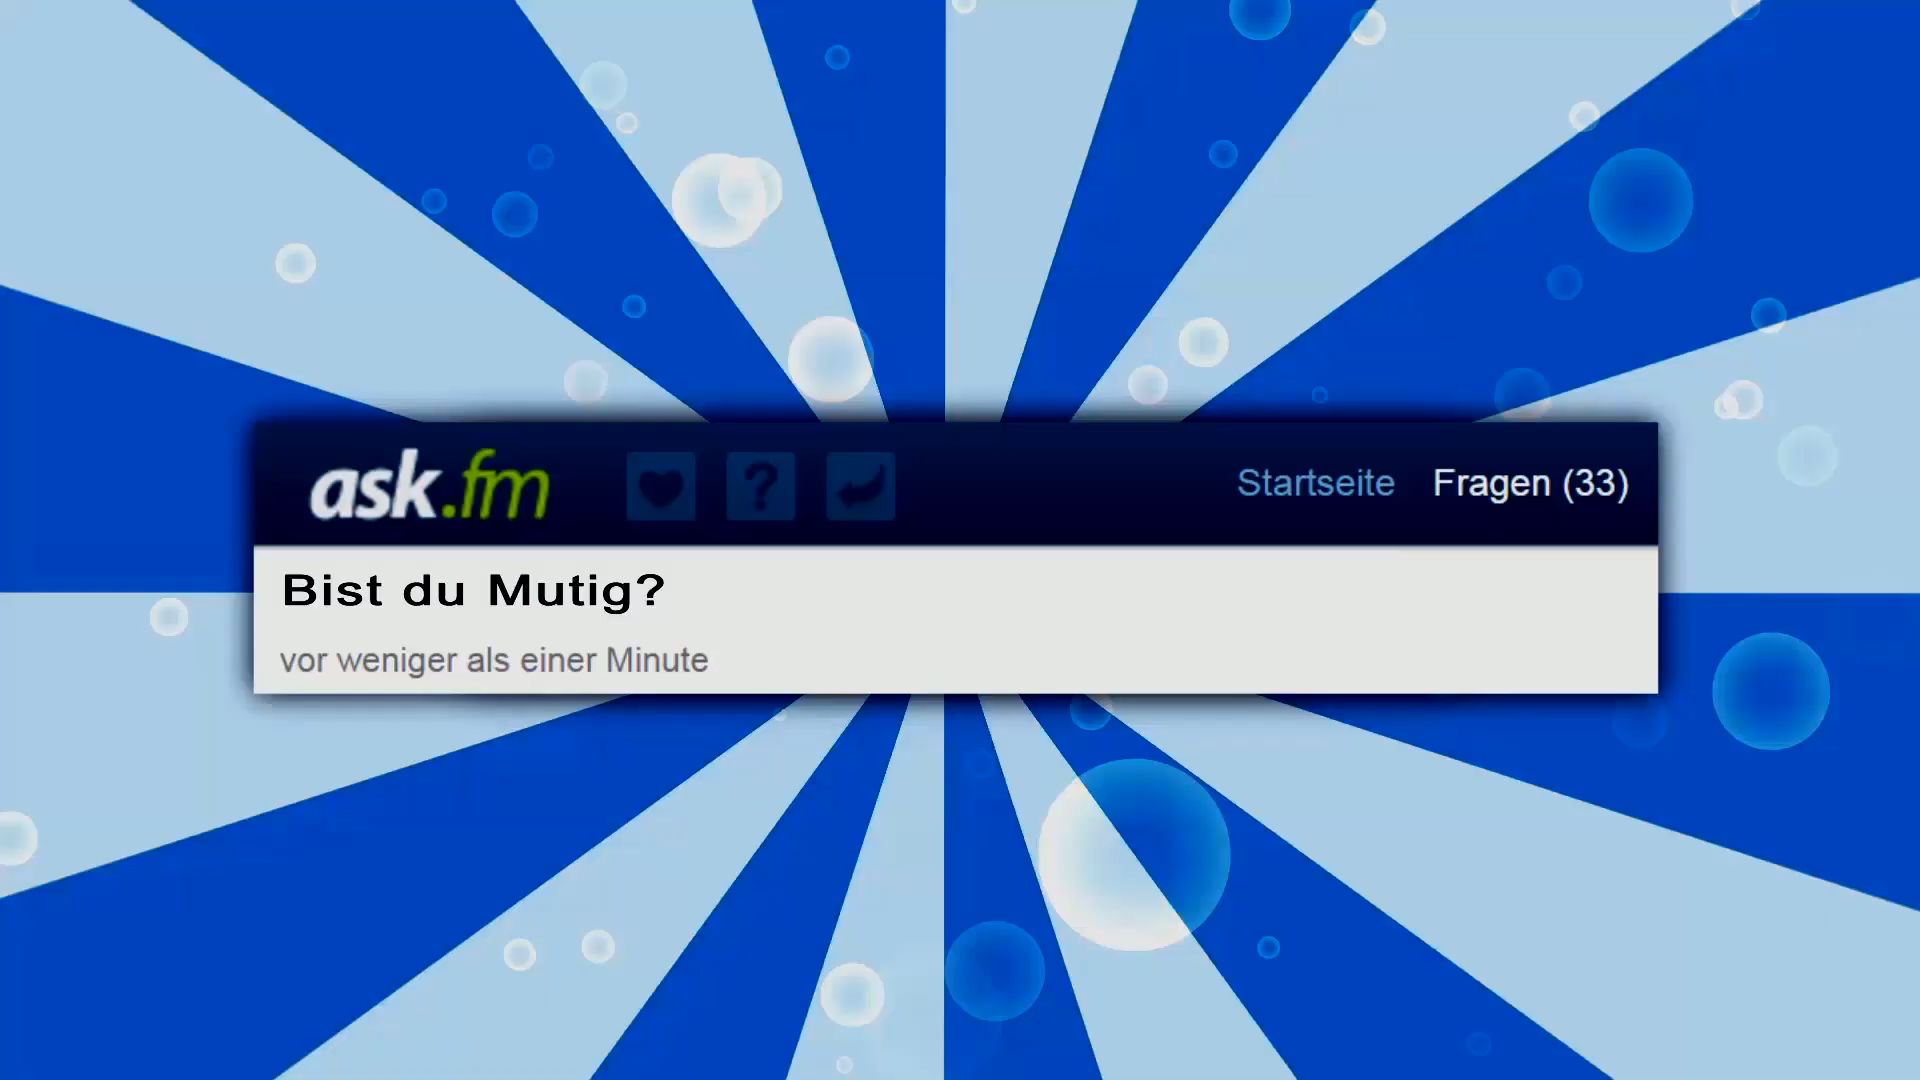 ask.fm ? Startseite Fragen (33)
Bist du Mutig?
vor weniger als einer Minute